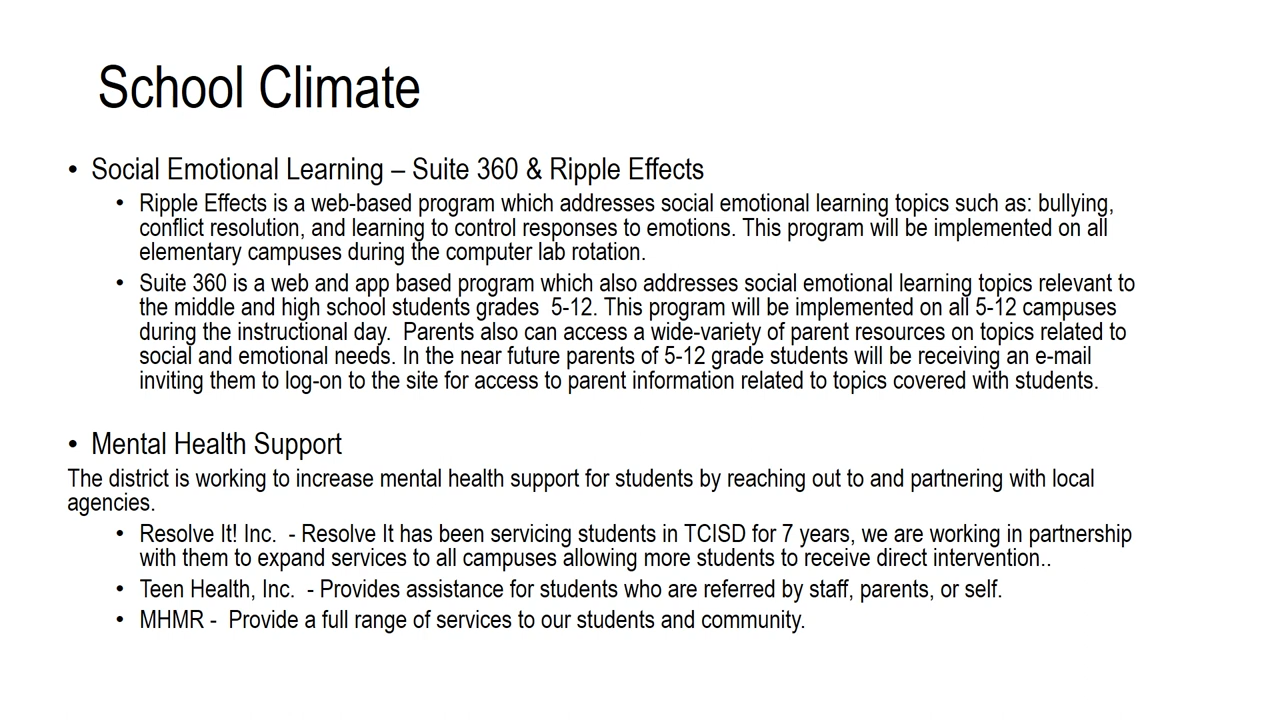 School Climate
• Social Emotional Learning – Suite 360 & Ripple Effects
• Ripple Effects is a web-based program which addresses social emotional learning topics such as: bullying,
conflict resolution, and learning to control responses to emotions. This program will be implemented on all
elementary campuses during the computer lab rotation.
• Suite 360 is a web and app based program which also addresses social emotional learning topics relevant to
the middle and high school students grades  5-12. This program will be implemented on all 5-12 campuses
during the instructional day.  Parents also can access a wide-variety of parent resources on topics related to
social and emotional needs. In the near future parents of 5-12 grade students will be receiving an e-mail
inviting them to log-on to the site for access to parent information related to topics covered with students.
• Mental Health Support
The district is working to increase mental health support for students by reaching out to and partnering with local
agencies.
• Resolve It! Inc.  - Resolve It has been servicing students in TCISD for 7 years, we are working in partnership
with them to expand services to all campuses allowing more students to receive direct intervention..
• Teen Health, Inc.  - Provides assistance for students who are referred by staff, parents, or self.
• MHMR -  Provide a full range of services to our students and community.